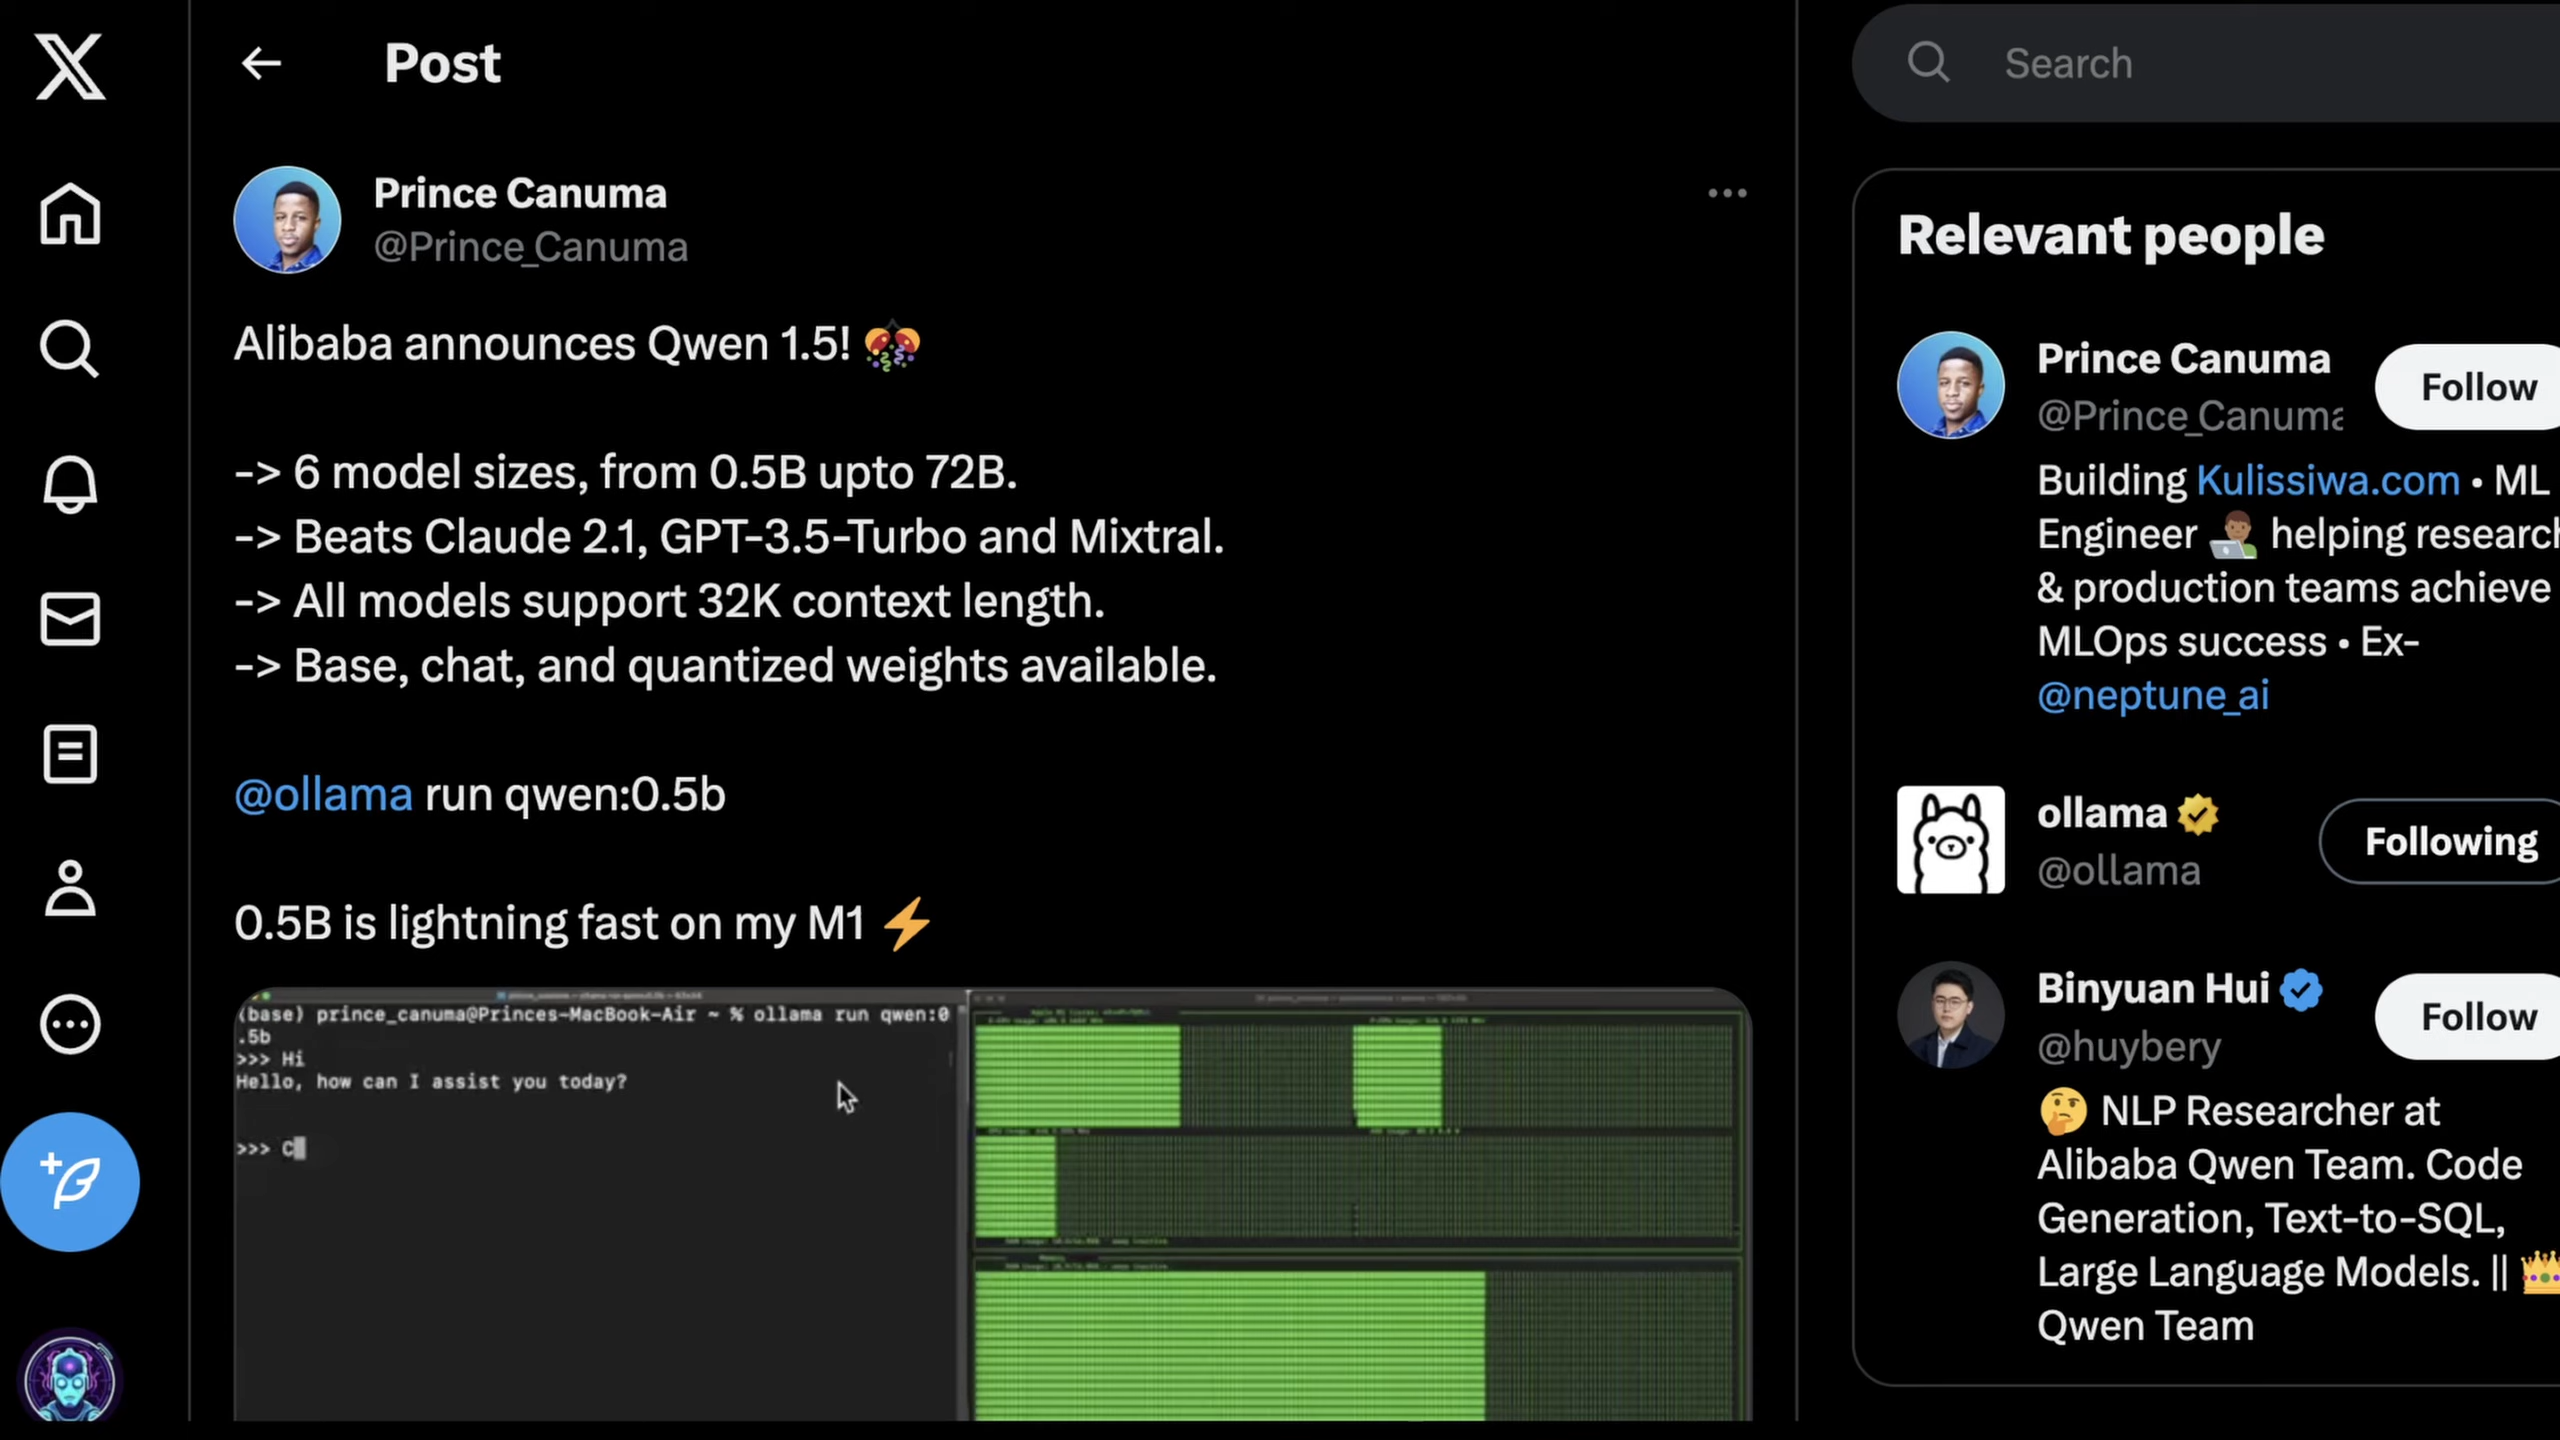 Post
Search
Prince Canuma
@Prince_Canuma
Alibaba announces Qwen 1.5!
-> 6 model sizes, from 0.5B upto 72B.
-> Beats Claude 2.1, GPT-3.5-Turbo and Mixtral.
-> All models support 32K context length.
-> Base, chat, and quantized weights available.
@ollama run qwen:0.5b
0.5B is lightning fast on my M1
(base) prince_canuma@Princes-MacBook-Air ~ % ollama run qwen:0
.5b
>>> Hi
Hello, how can I assist you today?
>>> C
Relevant people
Prince Canuma
@Prince_Canuma
Follow
Building Kulissiwa.com • ML
Engineer helping research
& production teams achieve
MLOps success • Ex-
@neptune_ai
ollama
@ollama
Following
Binyuan Hui
@huybery
Follow
NLP Researcher at
Alibaba Qwen Team. Code
Generation, Text-to-SQL,
Large Language Models. ||
Qwen Team